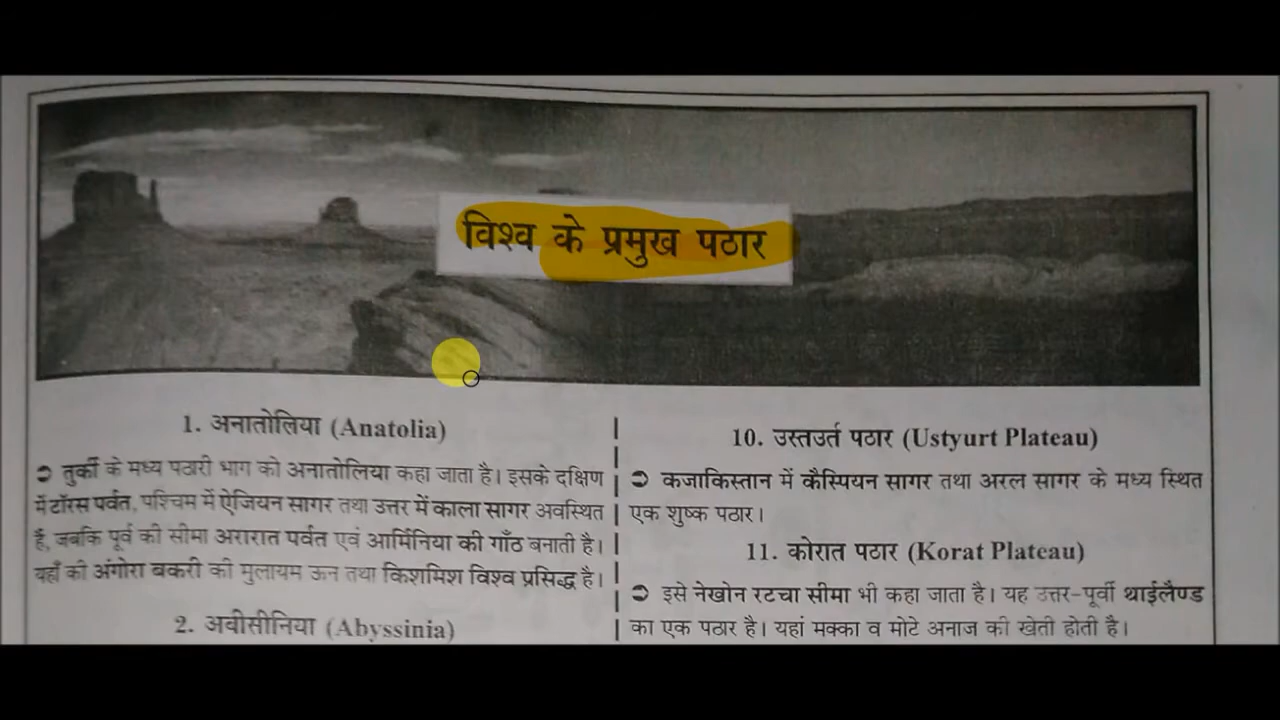 विश्व के प्रमुख पठार
1. अनातोलिया (Anatolia)
⮊ तुर्की के मध्य पठारी भाग को अनातोलिया कहा जाता है। इसके दक्षिण
में टॉरस पर्वत, पश्चिम में ऐजियन सागर तथा उत्तर में काला सागर अवस्थित
है, जबकि पूर्व की सीमा अरारात पर्वत एवं आर्मिनिया की गाँठ बनाती है।
यहाँ की अंगोरा बकरी की मुलायम ऊन तथा किशमिश विश्व प्रसिद्ध है।
2. अबीसीनिया (Abyssinia)
10. उस्तउर्त पठार (Ustyurt Plateau)
⮊ कजाकिस्तान में कैस्पियन सागर तथा अरल सागर के मध्य स्थित
एक शुष्क पठार।
11. कोरात पठार (Korat Plateau)
⮊ इसे नेखोन रटचा सीमा भी कहा जाता है। यह उत्तर-पूर्वी थाईलैण्ड
का एक पठार है। यहां मक्का व मोटे अनाज की खेती होती है।